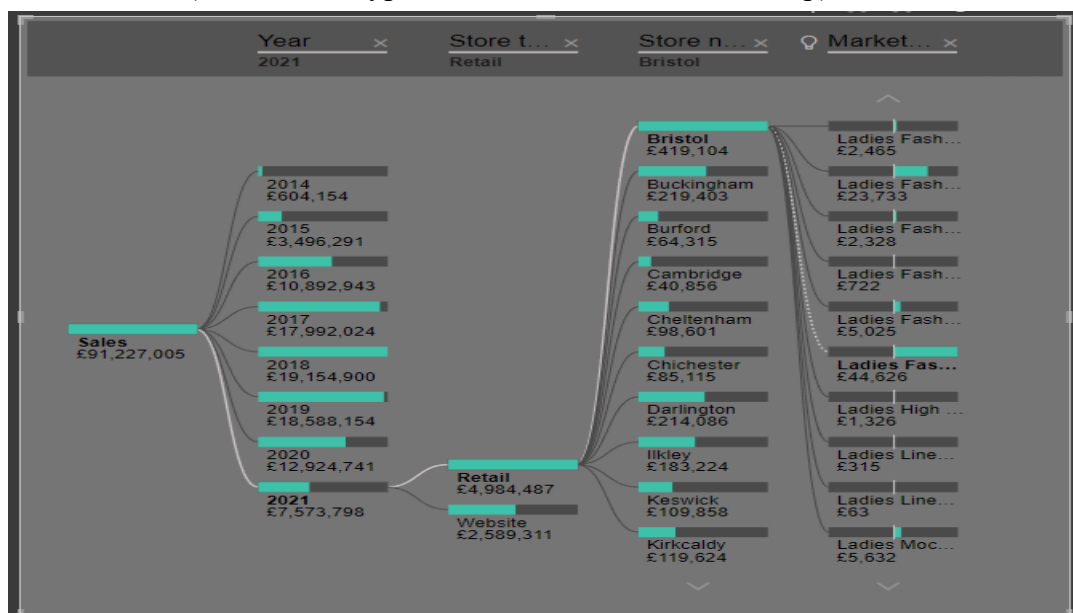 Year × Store t... × Store n... × Market... ×
2021 Retail Bristol
Sales
£91,227,005
2014
£604,154
2015
£3,496,291
2016
£10,892,943
2017
£17,992,024
2018
£19,154,900
2019
£18,588,154
2020
£12,924,741
2021
£7,573,798
Retail
£4,984,487
Website
£2,589,311
Bristol
£419,104
Buckingham
£219,403
Burford
£64,315
Cambridge
£40,856
Cheltenham
£98,601
Chichester
£85,115
Darlington
£214,086
Ilkley
£183,224
Keswick
£109,858
Kirkcaldy
£119,624
Ladies Fash...
£2,465
Ladies Fash...
£23,733
Ladies Fash...
£2,328
Ladies Fash...
£722
Ladies Fash...
£5,025
Ladies Fas...
£44,626
Ladies High ...
£1,326
Ladies Line...
£315
Ladies Line...
£63
Ladies Moc...
£5,632